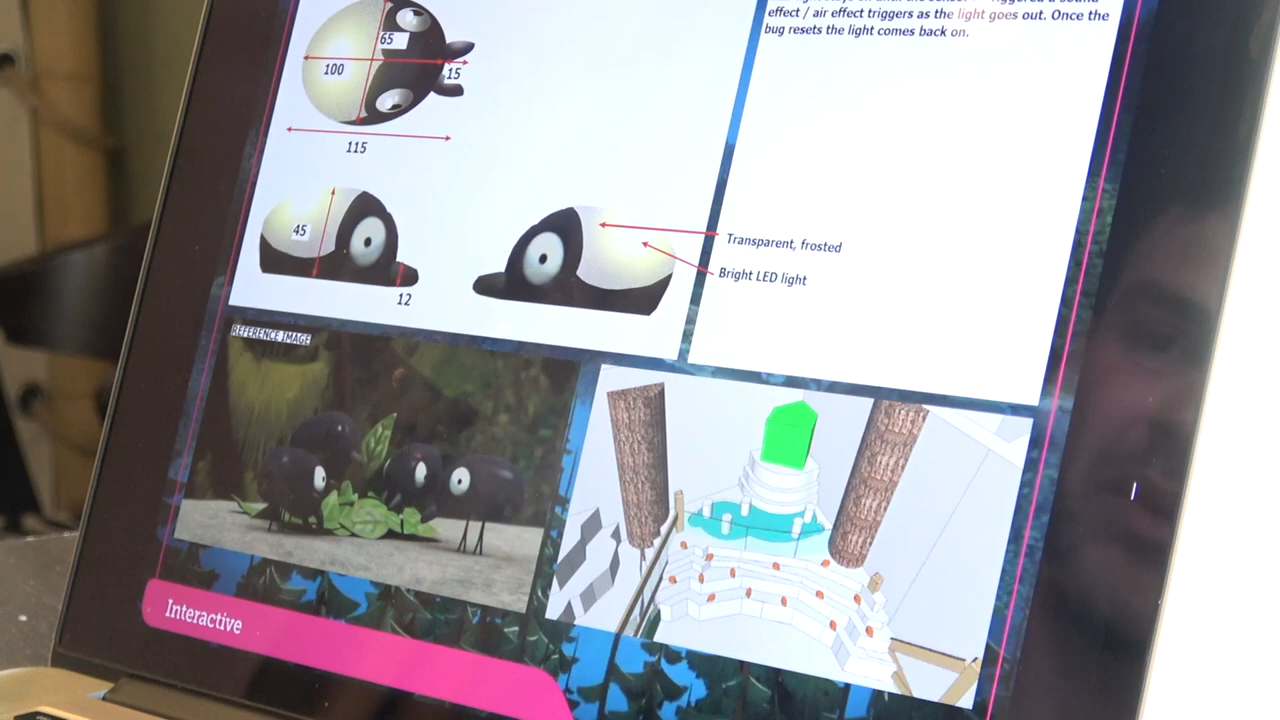 effect / air effect triggers as the light goes out. Once the
bug resets the light comes back on.
65
100
15
115
45
12
Transparent, frosted
Bright LED light
REFERENCE IMAGE
Interactive